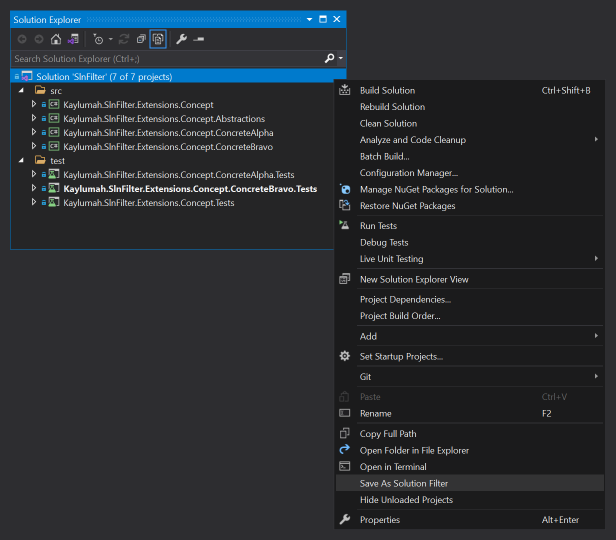 Solution Explorer
Search Solution Explorer (Ctrl+;)
Solution 'SlnFilter' (7 of 7 projects)
src
Kaylumah.SlnFilter.Extensions.Concept
Kaylumah.SlnFilter.Extensions.Concept.Abstractions
Kaylumah.SlnFilter.Extensions.Concept.ConcreteAlpha
Kaylumah.SlnFilter.Extensions.Concept.ConcreteBravo
test
Kaylumah.SlnFilter.Extensions.Concept.ConcreteAlpha.Tests
Kaylumah.SlnFilter.Extensions.Concept.ConcreteBravo.Tests
Kaylumah.SlnFilter.Extensions.Concept.Tests
Build Solution Ctrl+Shift+B
Rebuild Solution
Clean Solution
Analyze and Code Cleanup
Batch Build...
Configuration Manager...
Manage NuGet Packages for Solution...
Restore NuGet Packages
Run Tests
Debug Tests
Live Unit Testing
New Solution Explorer View
Project Dependencies...
Project Build Order...
Add
Set Startup Projects...
Git
Paste Ctrl+V
Rename F2
Copy Full Path
Open Folder in File Explorer
Open in Terminal
Save As Solution Filter
Hide Unloaded Projects
Properties Alt+Enter